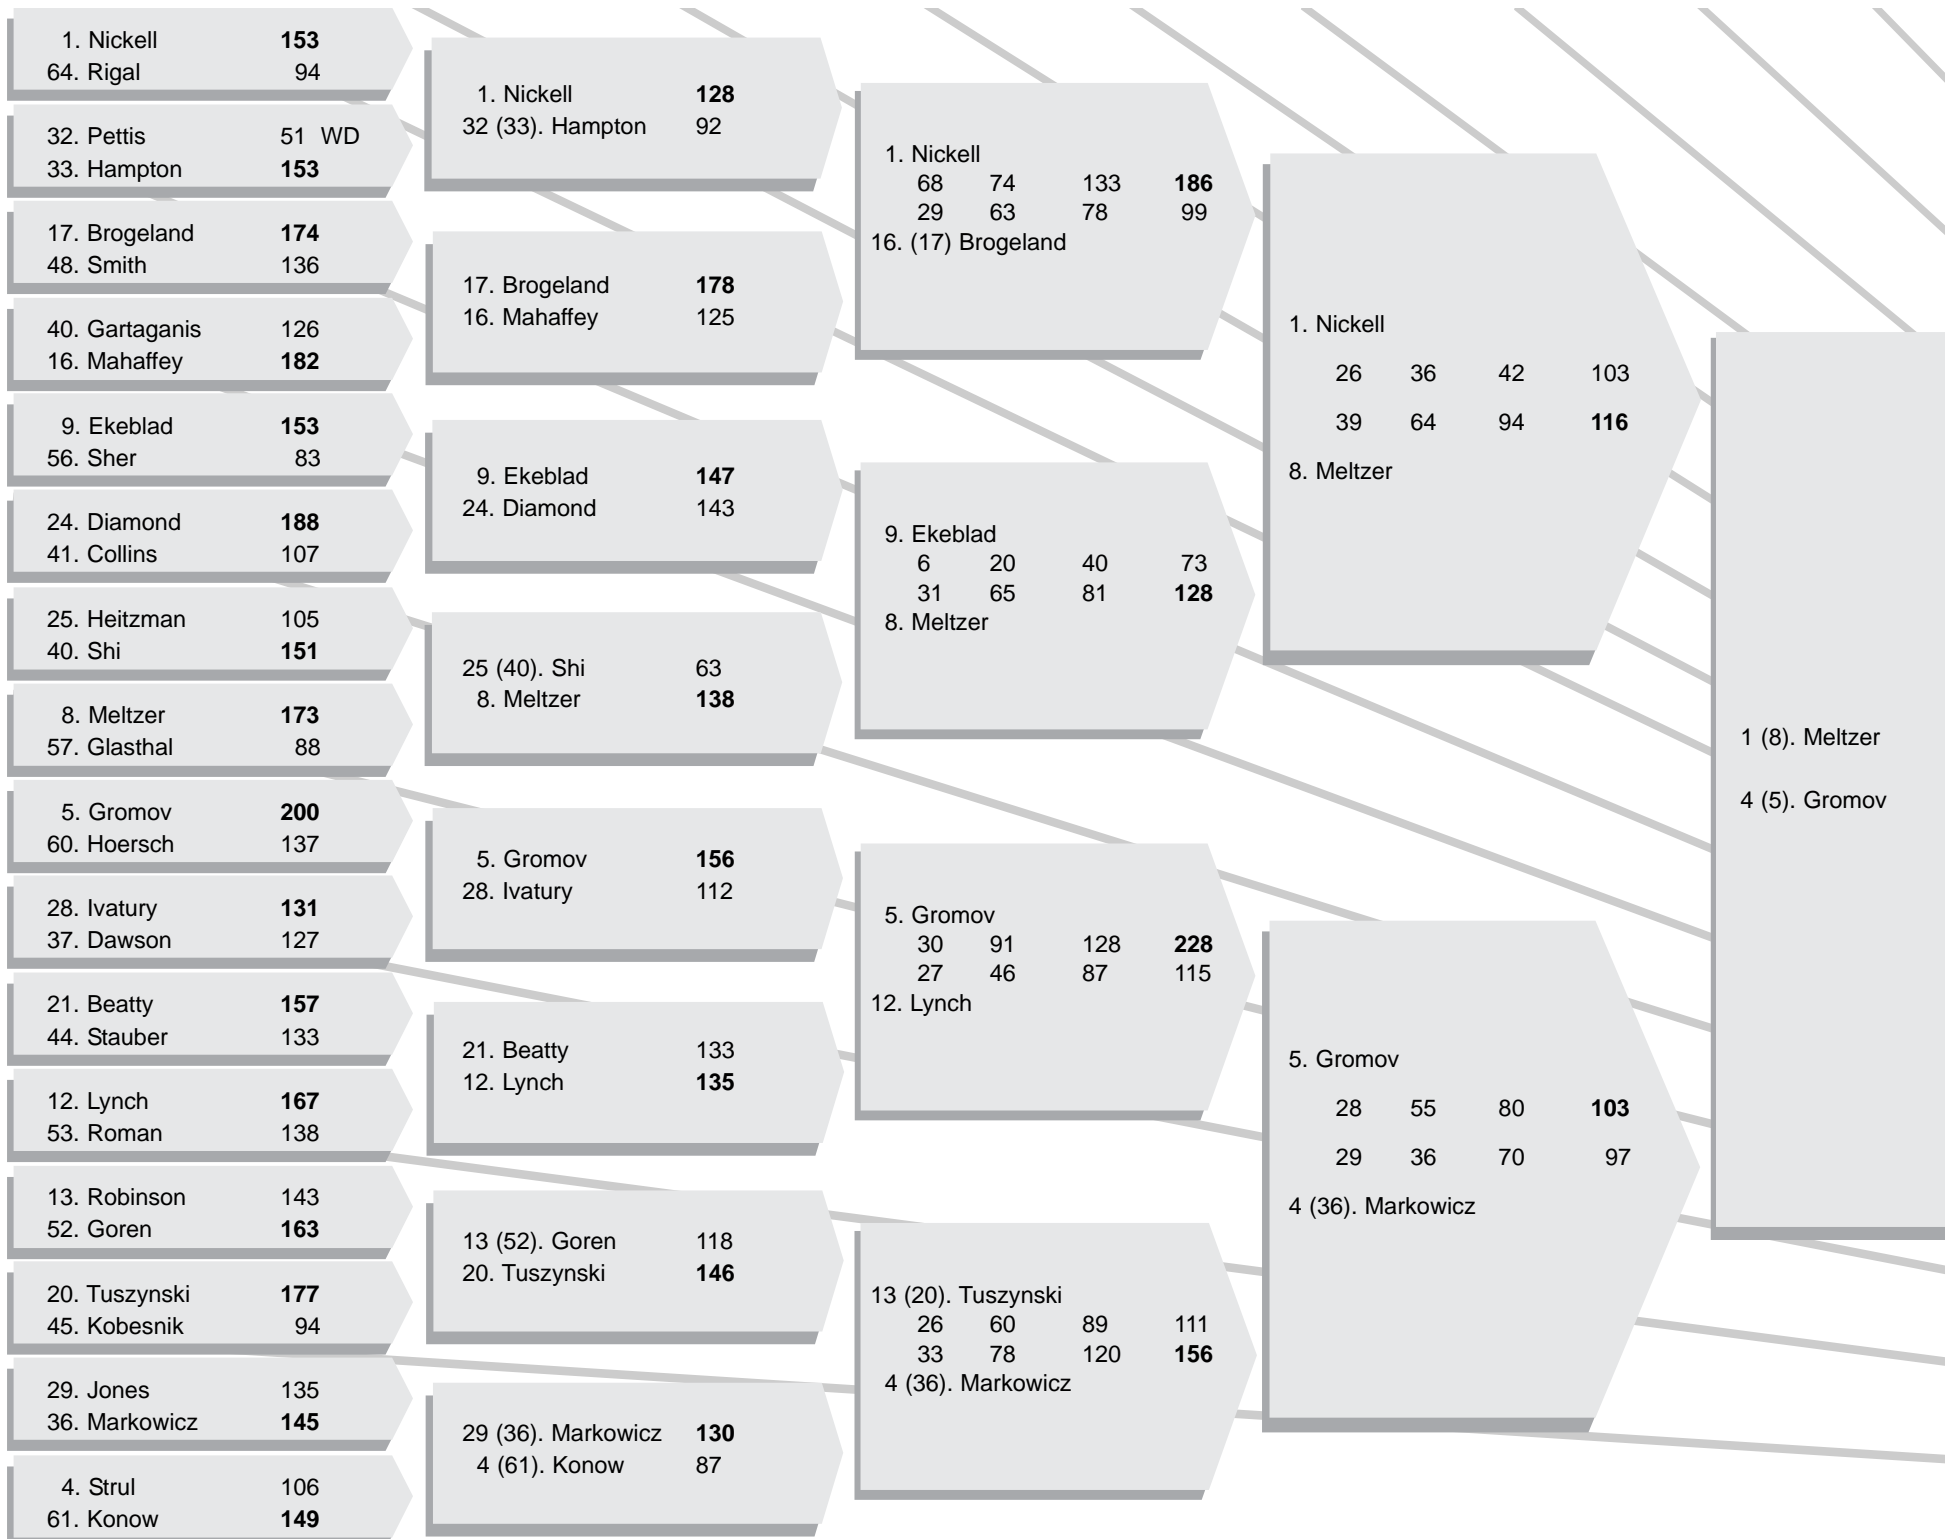 1. Nickell 153
64. Rigal 94
32. Pettis 51 WD
33. Hampton 153
17. Brogeland 174
48. Smith 136
40. Gartaganis 126
16. Mahaffey 182
9. Ekeblad 153
56. Sher 83
24. Diamond 188
41. Collins 107
25. Heitzman 105
40. Shi 151
8. Meltzer 173
57. Glasthal 88
5. Gromov 200
60. Hoersch 137
28. Ivatury 131
37. Dawson 127
21. Beatty 157
44. Stauber 133
12. Lynch 167
53. Roman 138
13. Robinson 143
52. Goren 163
20. Tuszynski 177
45. Kobesnik 94
29. Jones 135
36. Markowicz 145
4. Strul 106
61. Konow 149
1. Nickell 128
32 (33). Hampton 92
17. Brogeland 178
16. Mahaffey 125
9. Ekeblad 147
24. Diamond 143
25 (40). Shi 63
8. Meltzer 138
5. Gromov 156
28. Ivatury 112
21. Beatty 133
12. Lynch 135
13 (52). Goren 118
20. Tuszynski 146
29 (36). Markowicz 130
4 (61). Konow 87
1. Nickell
68 74 133 186
29 63 78 99
16. (17) Brogeland
9. Ekeblad
6 20 40 73
31 65 81 128
8. Meltzer
5. Gromov
30 91 128 228
27 46 87 115
12. Lynch
13 (20). Tuszynski
26 60 89 111
33 78 120 156
4 (36). Markowicz
1. Nickell
26 36 42 103
39 64 94 116
8. Meltzer
5. Gromov
28 55 80 103
29 36 70 97
4 (36). Markowicz
1 (8). Meltzer
4 (5). Gromov